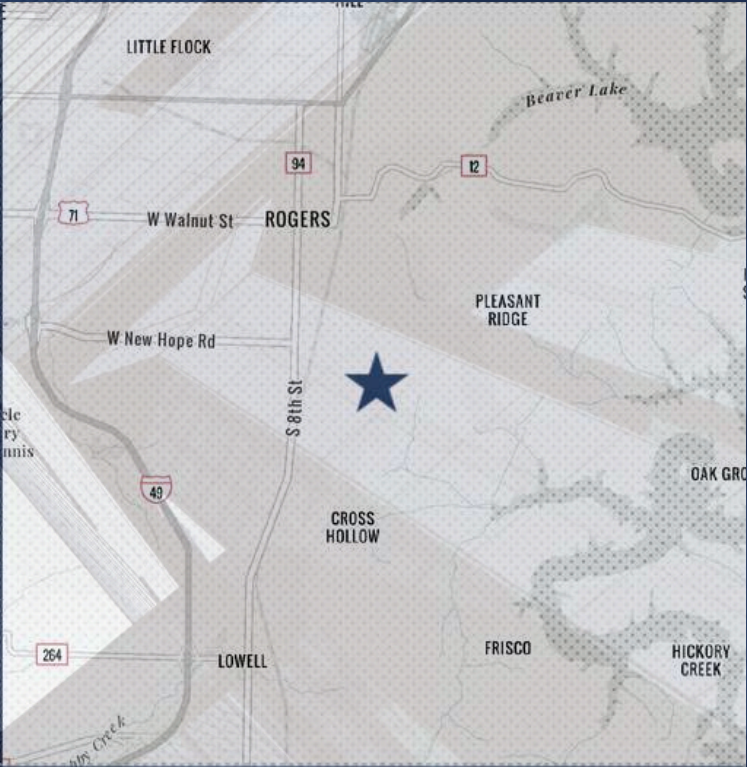 LITTLE FLOCK
Beaver Lake
94
12
71
W Walnut St
ROGERS
PLEASANT
RIDGE
W New Hope Rd
S 8th St
49
OAK GRO
CROSS
HOLLOW
264
LOWELL
FRISCO
HICKORY
CREEK
Creek